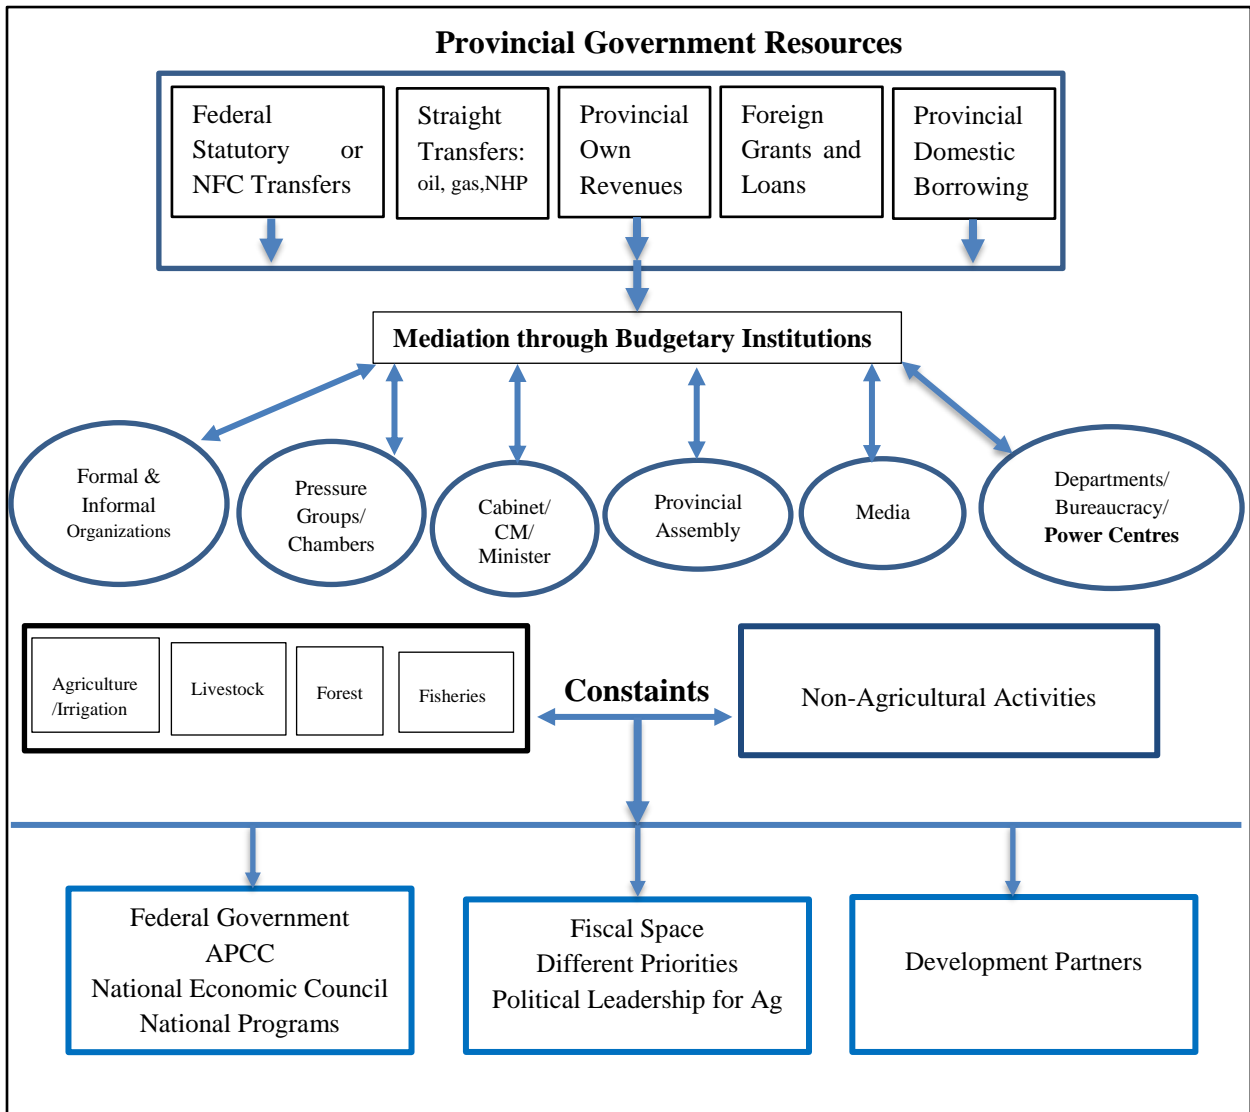 Provincial Government Resources
Federal
Statutory or
NFC Transfers
Straight
Transfers:
oil, gas,NHP
Provincial
Own
Revenues
Foreign
Grants and
Loans
Provincial
Domestic
Borrowing
Mediation through Budgetary Institutions
Formal &
Informal
Organizations
Pressure
Groups/
Chambers
Cabinet/
CM/
Minister
Provincial
Assembly
Media
Departments/
Bureaucracy/
Power Centres
Agriculture
/Irrigation
Livestock
Forest
Fisheries
Constaints
Non-Agricultural Activities
Federal Government
APCC
National Economic Council
National Programs
Fiscal Space
Different Priorities
Political Leadership for Ag
Development Partners